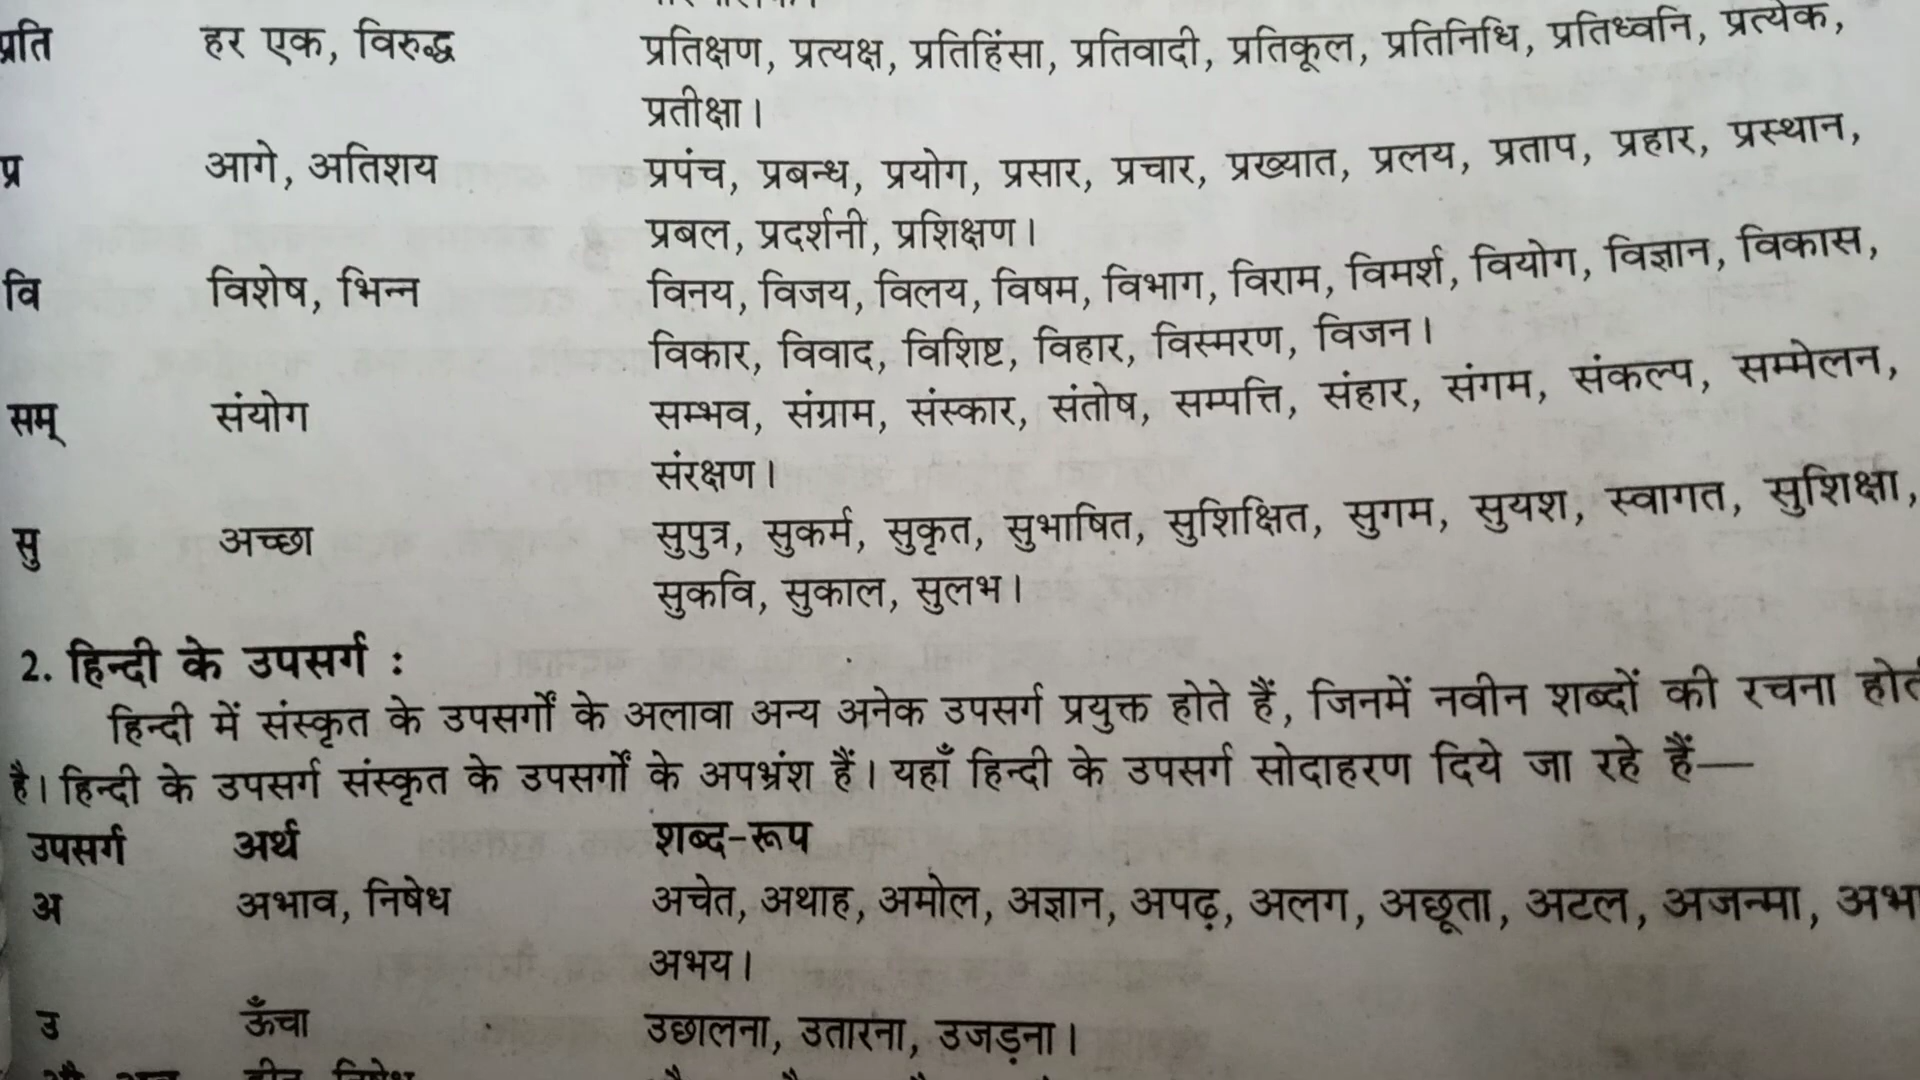 प्रति हर एक, विरुद्ध प्रतिक्षण, प्रत्यक्ष, प्रतिहिंसा, प्रतिवादी, प्रतिकूल, प्रतिनिधि, प्रतिध्वनि, प्रत्येक,
प्रतीक्षा।
प्र आगे, अतिशय प्रपंच, प्रबन्ध, प्रयोग, प्रसार, प्रचार, प्रख्यात, प्रलय, प्रताप, प्रहार, प्रस्थान,
प्रबल, प्रदर्शनी, प्रशिक्षण।
वि विशेष, भिन्न विनय, विजय, विलय, विषम, विभाग, विराम, विमर्श, वियोग, विज्ञान, विकास,
विकार, विवाद, विशिष्ट, विहार, विस्मरण, विजन।
सम् संयोग सम्भव, संग्राम, संस्कार, संतोष, सम्पत्ति, संहार, संगम, संकल्प, सम्मेलन,
संरक्षण।
सु अच्छा सुपुत्र, सुकर्म, सुकृत, सुभाषित, सुशिक्षित, सुगम, सुयश, स्वागत, सुशिक्षा,
सुकवि, सुकाल, सुलभ।
2. हिन्दी के उपसर्ग :
हिन्दी में संस्कृत के उपसर्गों के अलावा अन्य अनेक उपसर्ग प्रयुक्त होते हैं, जिनमें नवीन शब्दों की रचना
है। हिन्दी के उपसर्ग संस्कृत के उपसर्गों के अपभ्रंश हैं। यहाँ हिन्दी के उपसर्ग सोदाहरण दिये जा रहे हैं—
उपसर्ग अर्थ शब्द-रूप
अ अभाव, निषेध अचेत, अथाह, अमोल, अज्ञान, अपढ़, अलग, अछूता, अटल, अजन्मा,
अभय।
उ ऊँचा उछालना, उतारना, उजड़ना।